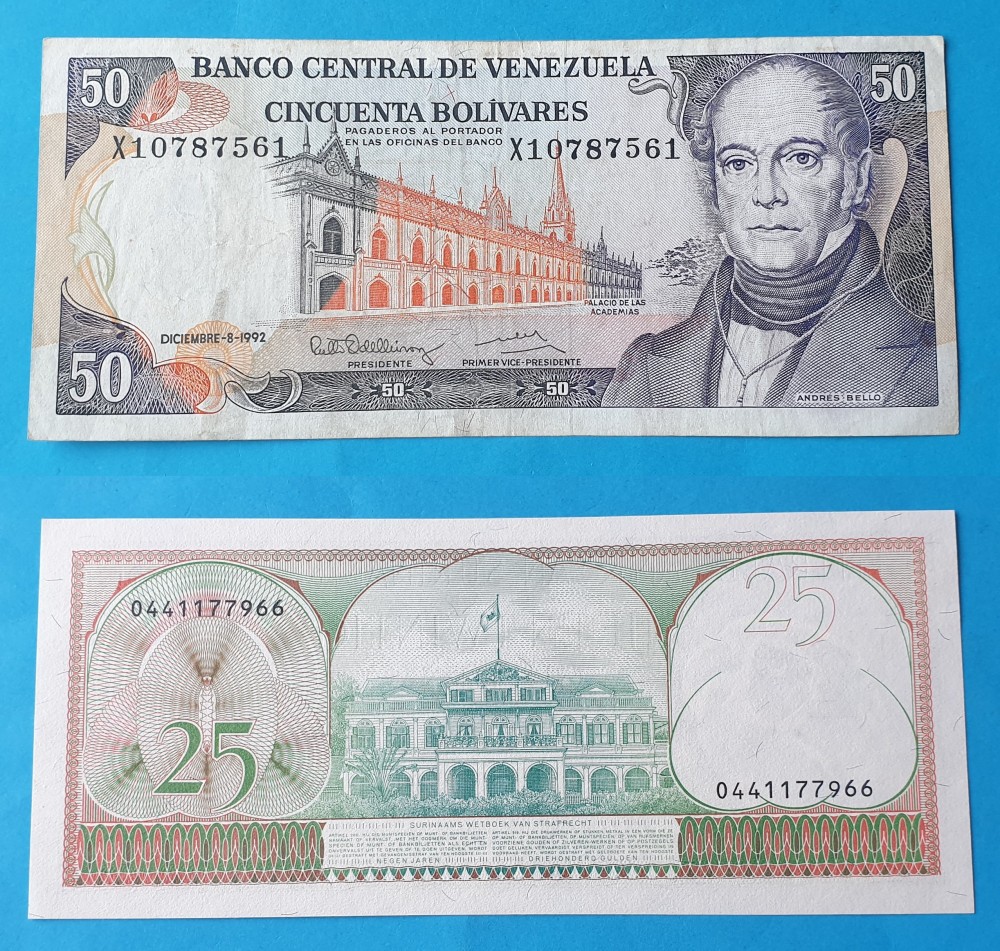 50
BANCO CENTRAL DE VENEZUELA
50
CINCUENTA BOLÍVARES
PAGADEROS AL PORTADOR
EN LAS OFICINAS DEL BANCO
X10787561
X10787561
PALACIO DE LAS
ACADEMIAS
DICIEMBRE-8-1992
PRESIDENTE
PRIMER VICE-PRESIDENTE
50
50
50
ANDRES BELLO
25
0441177966
25
0441177966
SURINAAMS WETBOEK VAN STRAFRECHT
NEGEN JAREN
DRIEHONDERD GULDEN